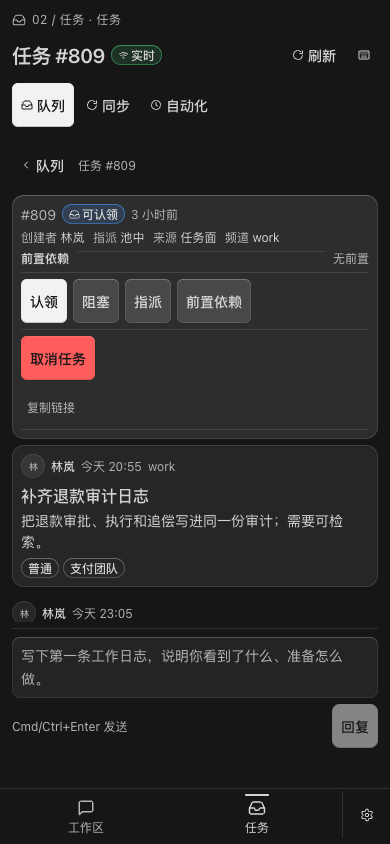 02 / 任务 · 任务
任务 #809 实时 刷新
队列 同步 自动化
队列 任务 #809
#809 可认领 3 小时前
创建者 林岚 指派 池中 来源 任务面 频道 work
前置依赖 无前置
认领 阻塞 指派 前置依赖
取消任务
复制链接
林 林岚 今天 20:55 work
补齐退款审计日志
把退款审批、执行和追偿写进同一份审计；需要可检
索。
普通 支付团队
林 林岚 今天 23:05
写下第一条工作日志，说明你看到了什么、准备怎么
做。
Cmd/Ctrl+Enter 发送 回复
工作区 任务